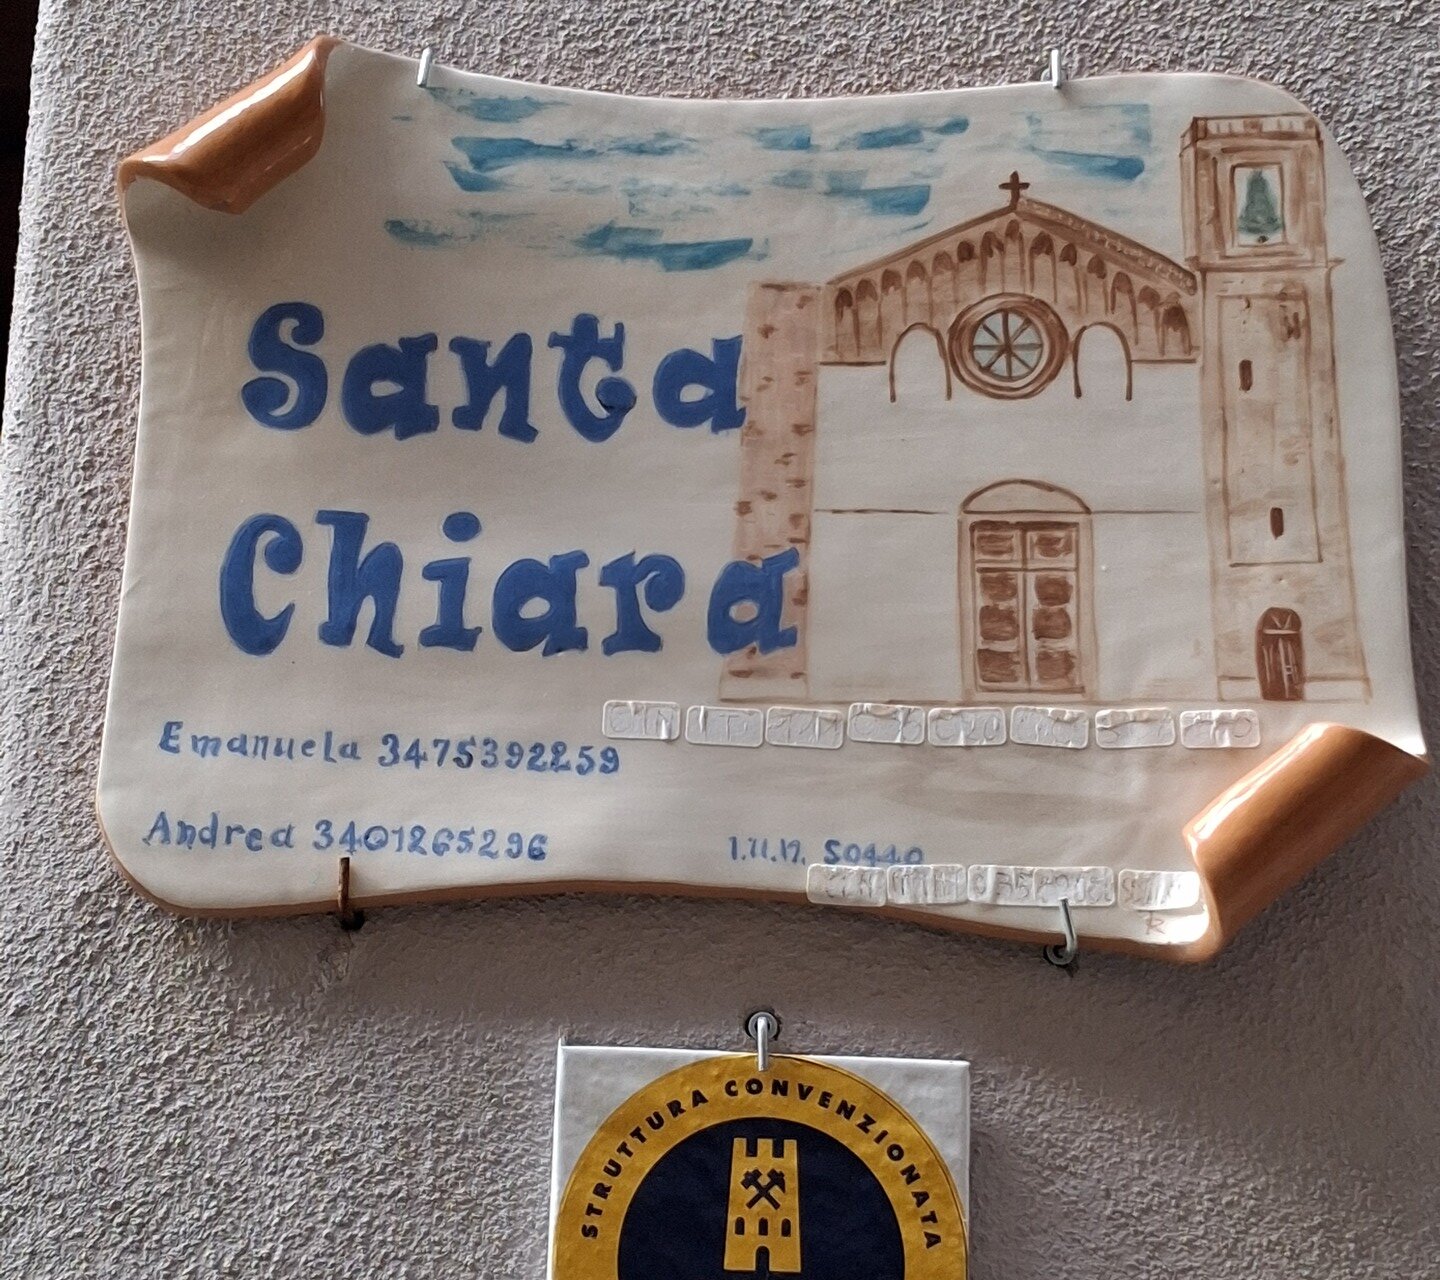 Santa
Chiara
Emanuela 3475392259
Andrea 3401265296
I.U.N. S0440
R
STRUTTURA CONVENZIONATA